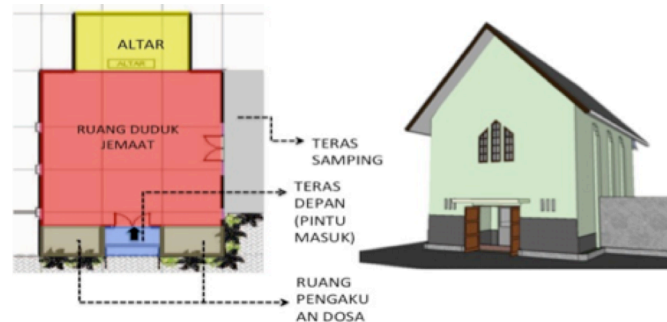 ALTAR
ALTAR
RUANG DUDUK
JEMAAT
TERAS
SAMPING
TERAS
DEPAN
(PINTU
MASUK)
RUANG
PENGAKU
AN DOSA